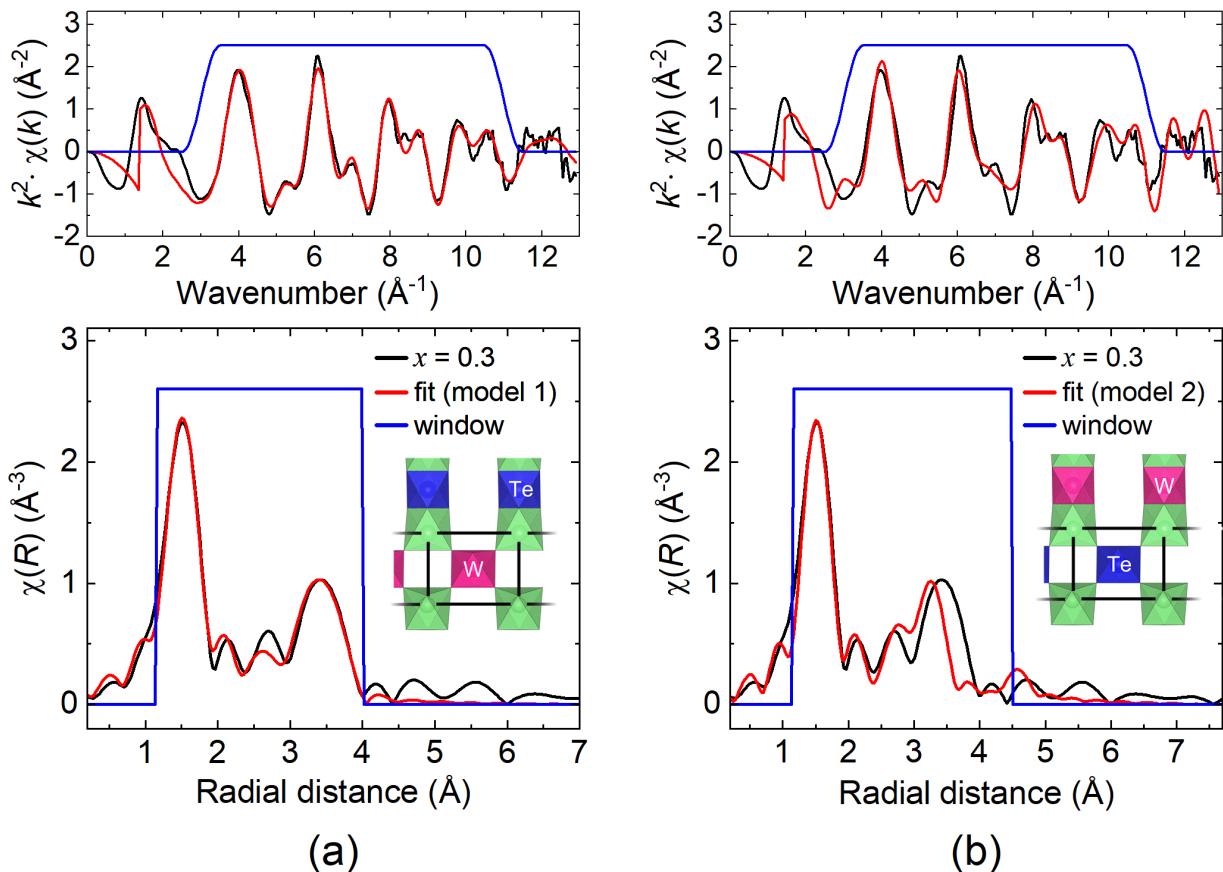 3
2
1
0
-1
-2
k²· χ(k) (Å⁻²)
0 2 4 6 8 10 12
Wavenumber (Å⁻¹)
3
2
1
0
χ(R) (Å⁻³)
x = 0.3
fit (model 1)
window
Te
W
1 2 3 4 5 6 7
Radial distance (Å)
(a)
3
2
1
0
-1
-2
k²· χ(k) (Å⁻²)
0 2 4 6 8 10 12
Wavenumber (Å⁻¹)
3
2
1
0
χ(R) (Å⁻³)
x = 0.3
fit (model 2)
window
W
Te
1 2 3 4 5 6 7
Radial distance (Å)
(b)